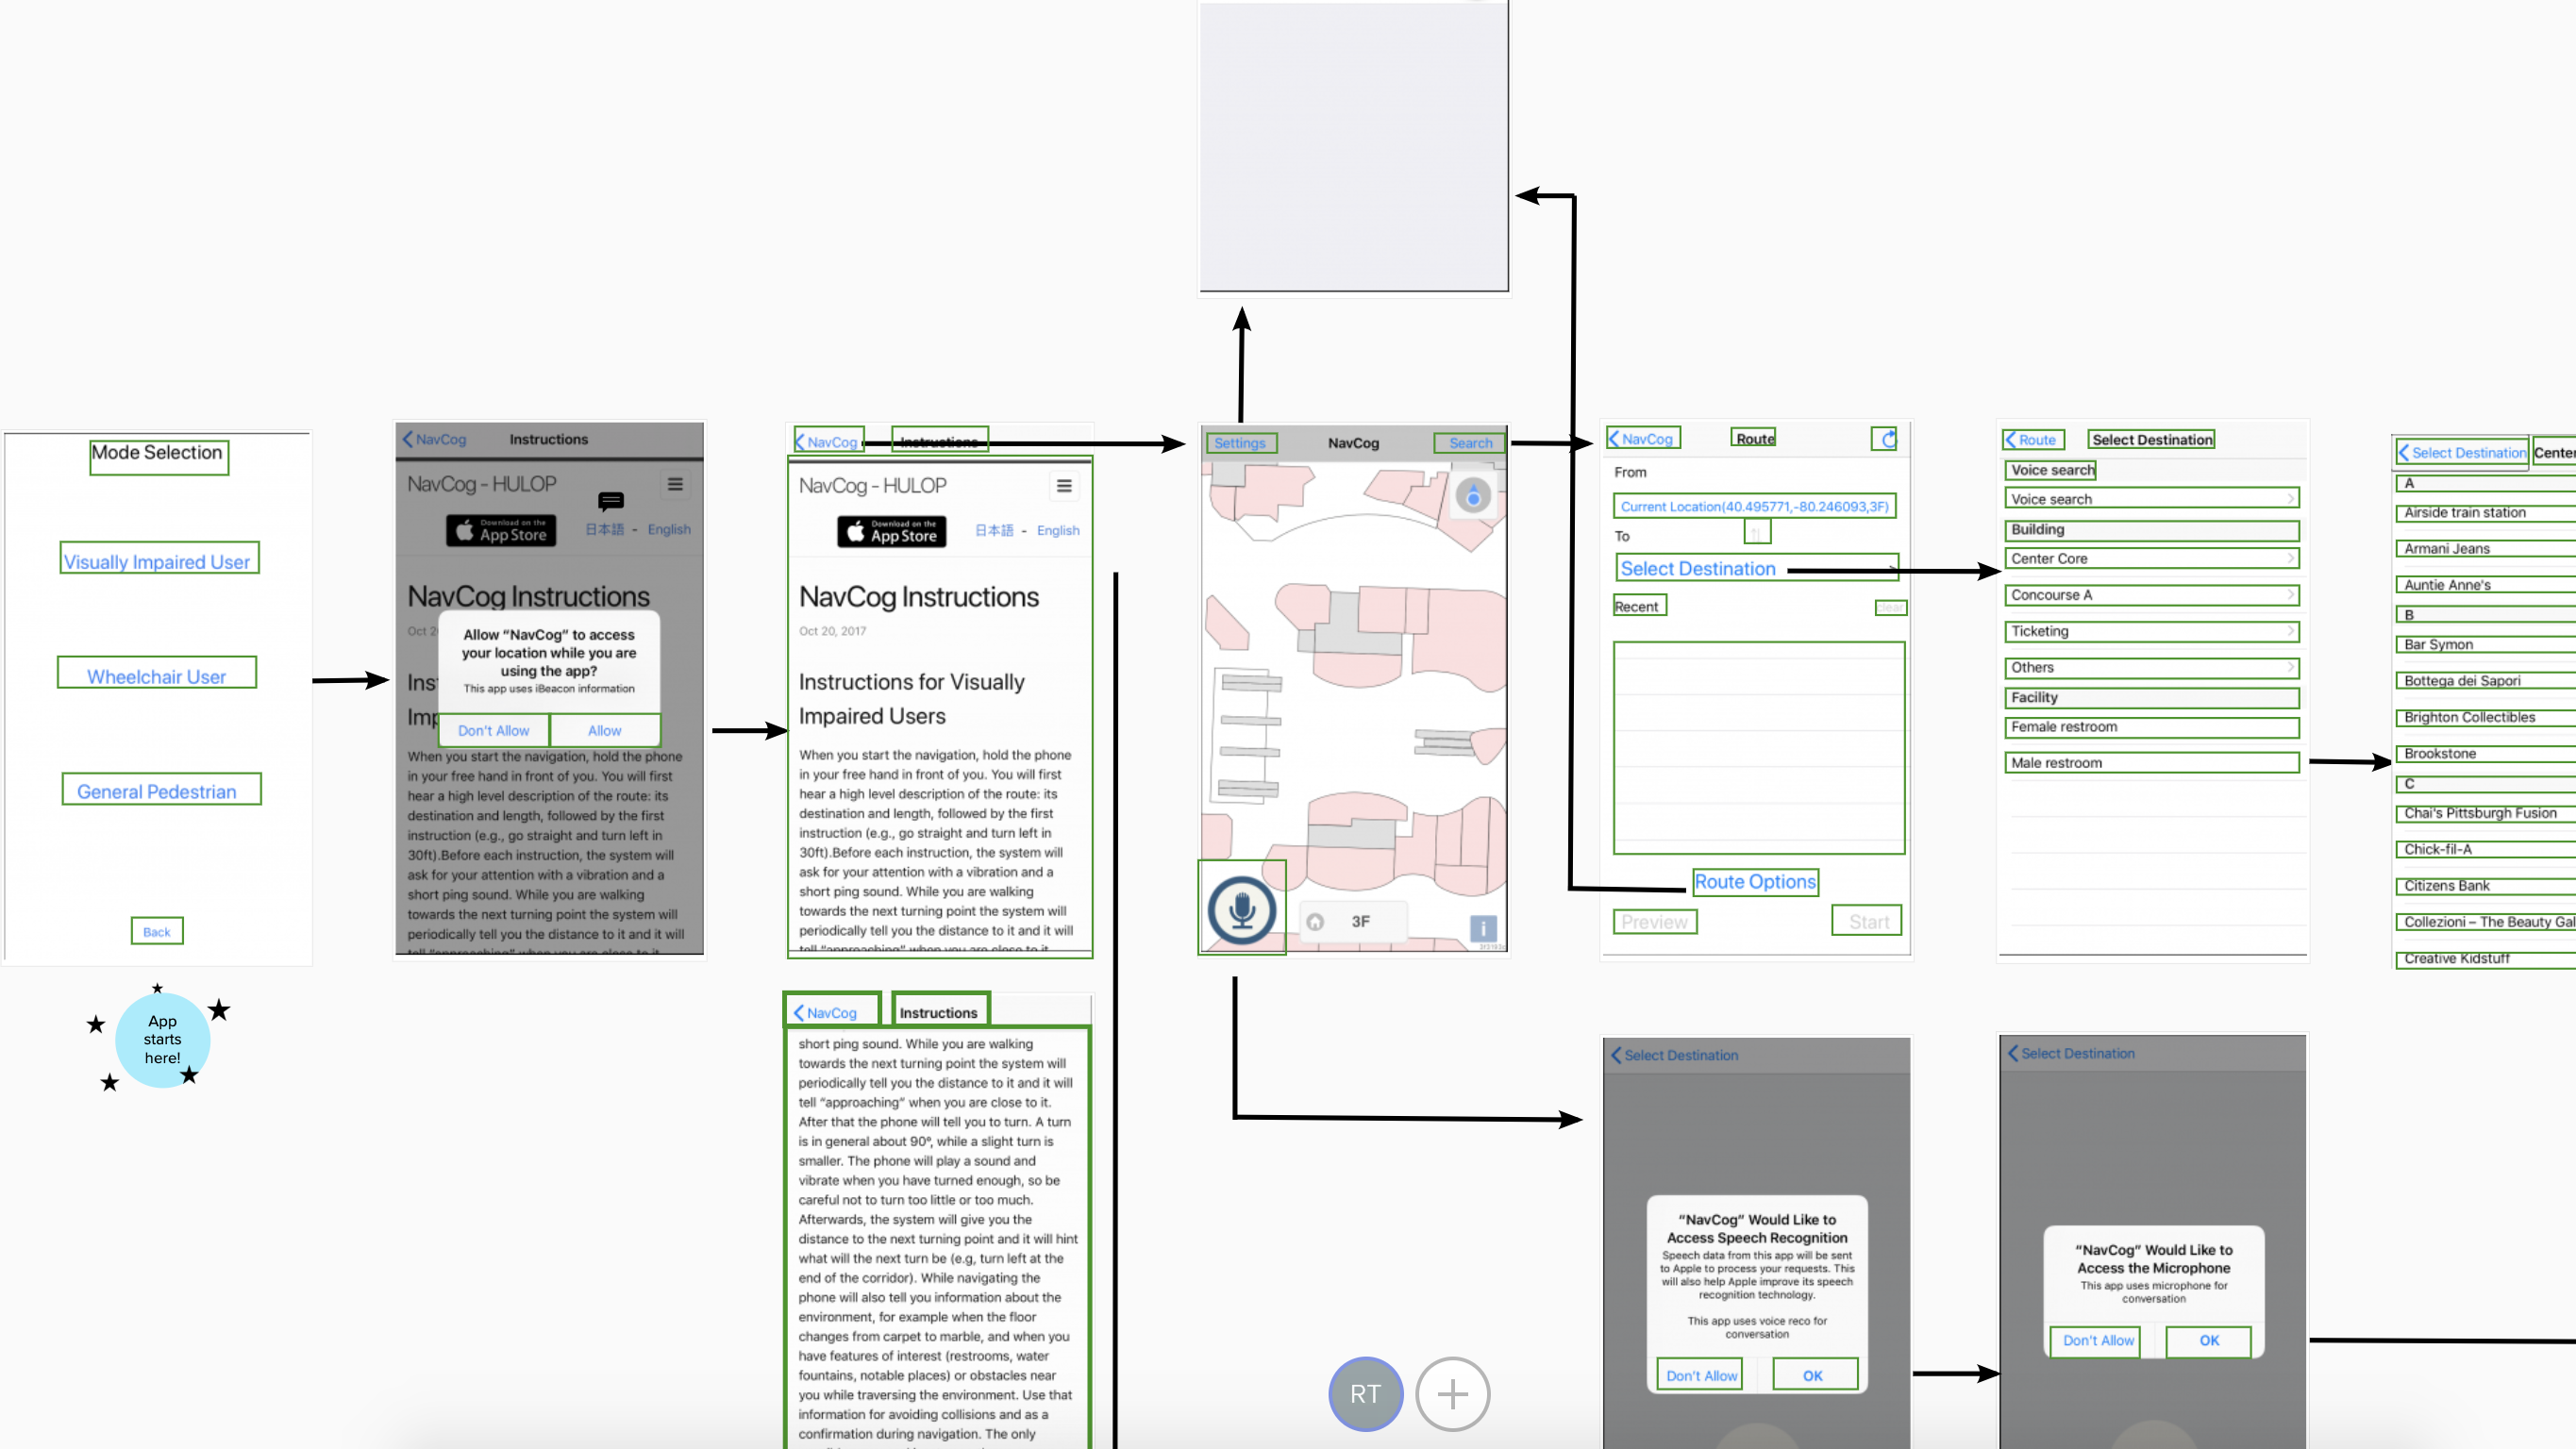 Mode Selection
Visually Impaired User
Wheelchair User
General Pedestrian
Back
App
starts
here!
NavCog
Instructions
NavCog - HULOP
Download on the
App Store
日本語 - English
NavCog Instructions
Oct 2
Ins
Imp
Allow “NavCog” to access
your location while you are
using the app?
This app uses iBeacon information
Don't Allow
Allow
When you start the navigation, hold the phone
in your free hand in front of you. You will first
hear a high level description of the route: its
destination and length, followed by the first
instruction (e.g., go straight and turn left in
30ft).Before each instruction, the system will
ask for your attention with a vibration and a
short ping sound. While you are walking
towards the next turning point the system will
periodically tell you the distance to it and it will
tell “approaching” when you are close to it.
NavCog
Instructions
NavCog - HULOP
Download on the
App Store
日本語 - English
NavCog Instructions
Oct 20, 2017
Instructions for Visually
Impaired Users
When you start the navigation, hold the phone
in your free hand in front of you. You will first
hear a high level description of the route: its
destination and length, followed by the first
instruction (e.g., go straight and turn left in
30ft).Before each instruction, the system will
ask for your attention with a vibration and a
short ping sound. While you are walking
towards the next turning point the system will
periodically tell you the distance to it and it will
tell “approaching” when you are close to it.
NavCog
Instructions
short ping sound. While you are walking
towards the next turning point the system will
periodically tell you the distance to it and it will
tell “approaching” when you are close to it.
After that the phone will tell you to turn. A turn
is in general about 90°, while a slight turn is
smaller. The phone will play a sound and
vibrate when you have turned enough, so be
careful not to turn too little or too much.
Afterwards, the system will give you the
distance to the next turning point and it will hint
what will the next turn be (e.g, turn left at the
end of the corridor). While navigating the
phone will also tell you information about the
environment, for example when the floor
changes from carpet to marble, and when you
have features of interest (restrooms, water
fountains, notable places) or obstacles near
you while traversing the environment. Use that
information for avoiding collisions and as a
confirmation during navigation. The only
Settings
NavCog
Search
3F
i
NavCog
Route
From
Current Location(40.495771,-80.246093,3F)
To
Select Destination
Recent
clear
Route Options
Preview
Start
Route
Select Destination
Voice search
Voice search
Building
Center Core
Concourse A
Ticketing
Others
Facility
Female restroom
Male restroom
Select Destination
Center
A
Airside train station
Armani Jeans
Auntie Anne's
B
Bar Symon
Bottega dei Sapori
Brighton Collectibles
Brookstone
C
Chai's Pittsburgh Fusion
Chick-fil-A
Citizens Bank
Collezioni – The Beauty Gal
Creative Kidstuff
Select Destination
“NavCog” Would Like to
Access Speech Recognition
Speech data from this app will be sent
to Apple to process your requests. This
will also help Apple improve its speech
recognition technology.
This app uses voice reco for
conversation
Don't Allow
OK
Select Destination
“NavCog” Would Like to
Access the Microphone
This app uses microphone for
conversation
Don't Allow
OK
RT